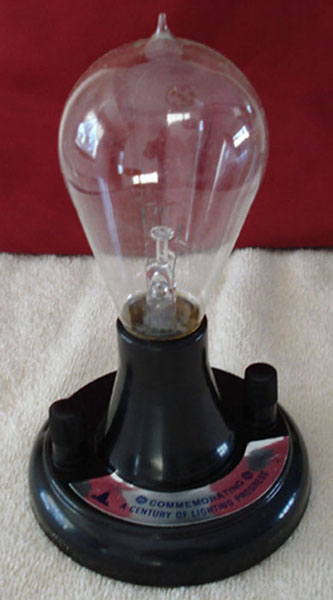 COMMEMORATING
A CENTURY OF LIGHTING PROGRESS